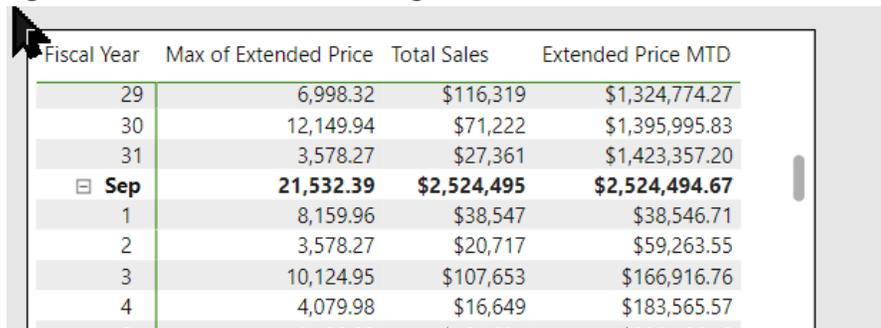 Fiscal Year Max of Extended Price Total Sales Extended Price MTD
29 6,998.32 $116,319 $1,324,774.27
30 12,149.94 $71,222 $1,395,995.83
31 3,578.27 $27,361 $1,423,357.20
Sep 21,532.39 $2,524,495 $2,524,494.67
1 8,159.96 $38,547 $38,546.71
2 3,578.27 $20,717 $59,263.55
3 10,124.95 $107,653 $166,916.76
4 4,079.98 $16,649 $183,565.57